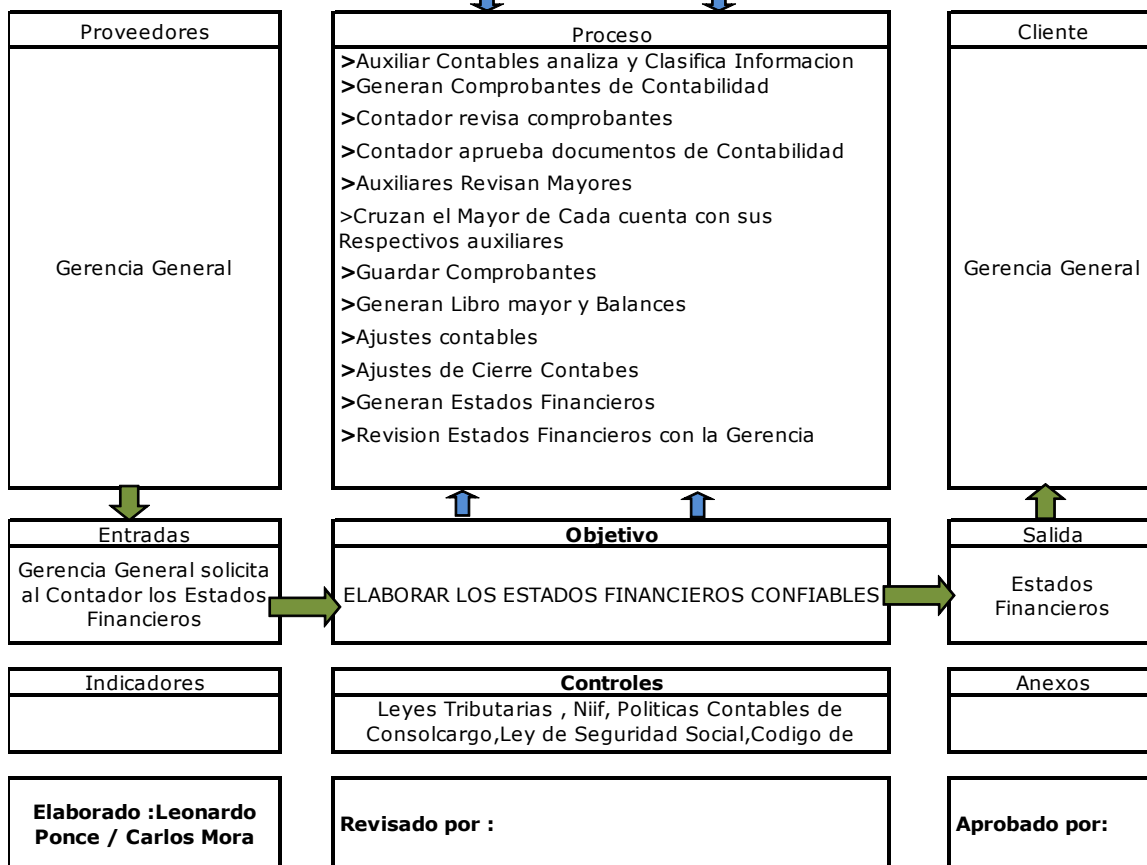 Proveedores
Gerencia General
Proceso
>Auxiliar Contables analiza y Clasifica Informacion
>Generan Comprobantes de Contabilidad
>Contador revisa comprobantes
>Contador aprueba documentos de Contabilidad
>Auxiliares Revisan Mayores
>Cruzan el Mayor de Cada cuenta con sus
Respectivos auxiliares
>Guardar Comprobantes
>Generan Libro mayor y Balances
>Ajustes contables
>Ajustes de Cierre Contabes
>Generan Estados Financieros
>Revision Estados Financieros con la Gerencia
Cliente
Gerencia General
Entradas
Gerencia General solicita
al Contador los Estados
Financieros
Objetivo
ELABORAR LOS ESTADOS FINANCIEROS CONFIABLES
Salida
Estados
Financieros
Indicadores
Controles
Leyes Tributarias , Niif, Politicas Contables de
Consolcargo,Ley de Seguridad Social,Codigo de
Anexos
Elaborado :Leonardo
Ponce / Carlos Mora
Revisado por :
Aprobado por: